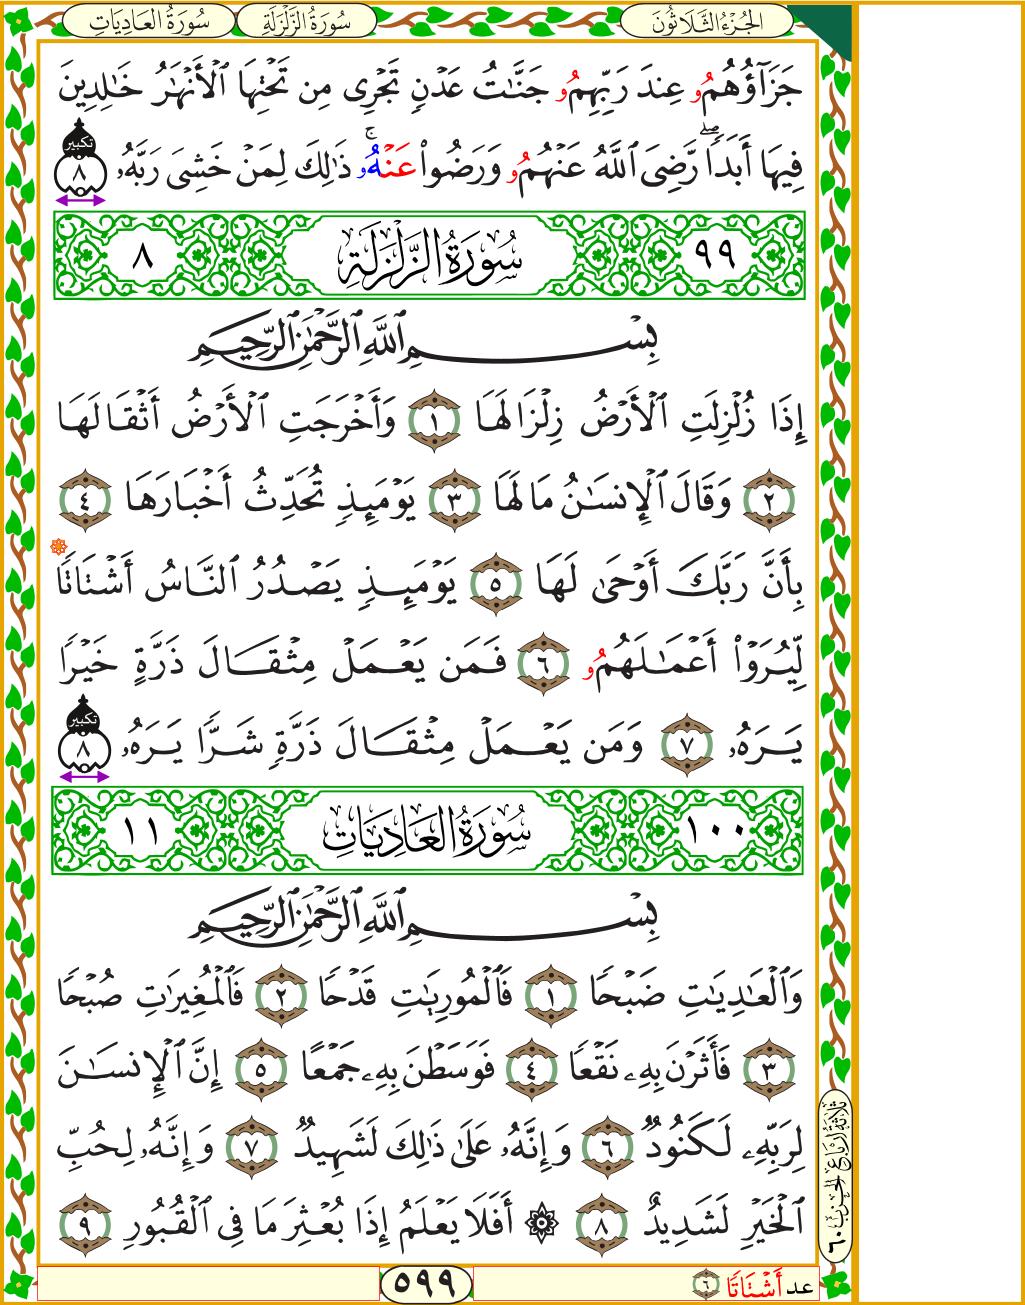 الجُزْءُ الثَّلَاثُونَ سُورَةُ الزَّلْزَلَةِ سُورَةُ العَادِيَاتِ
جَزَآؤُهُمُۥ عِندَ رَبِّهِمُۥ جَنَّٰتُ عَدْنٖ تَجْرِى مِن تَحْتِهَا ٱلْأَنْهَٰرُ خَٰلِدِينَ
فِيهَا أَبَدٗاۖ رَّضِىَ ٱللَّهُ عَنْهُمُۥ وَرَضُواْ عَنْهُۥۚ ذَٰلِكَ لِمَنْ خَشِىَ رَبَّهُۥ تكبير ٨
٩٩ سُورَةُ الزَّلْزَلَةِ ٨
بِسْمِ ٱللَّهِ ٱلرَّحْمَٰنِ ٱلرَّحِيمِ
إِذَا زُلْزِلَتِ ٱلْأَرْضُ زِلْزَالَهَا ١ وَأَخْرَجَتِ ٱلْأَرْضُ أَثْقَالَهَا
٢ وَقَالَ ٱلْإِنسَٰنُ مَا لَهَا ٣ يَوْمَئِذٖ تُحَدِّثُ أَخْبَارَهَا ٤
بِأَنَّ رَبَّكَ أَوْحَىٰ لَهَا ٥ يَوْمَئِذٖ يَصْدُرُ ٱلنَّاسُ أَشْتَاتٗا
لِّيُرَوْاْ أَعْمَٰلَهُمُۥ ٦ فَمَن يَعْمَلْ مِثْقَالَ ذَرَّةٍ خَيْرٗا
يَرَهُۥ ٧ وَمَن يَعْمَلْ مِثْقَالَ ذَرَّةٖ شَرّٗا يَرَهُۥ تكبير ٨
١٠٠ سُورَةُ العَادِيَاتِ ١١
بِسْمِ ٱللَّهِ ٱلرَّحْمَٰنِ ٱلرَّحِيمِ
وَٱلْعَٰدِيَٰتِ ضَبْحٗا ١ فَٱلْمُورِيَٰتِ قَدْحٗا ٢ فَٱلْمُغِيرَٰتِ صُبْحٗا
٣ فَأَثَرْنَ بِهِۦ نَقْعٗا ٤ فَوَسَطْنَ بِهِۦ جَمْعًا ٥ إِنَّ ٱلْإِنسَٰنَ
لِرَبِّهِۦ لَكَنُودٞ ٦ وَإِنَّهُۥ عَلَىٰ ذَٰلِكَ لَشَهِيدٞ ٧ وَإِنَّهُۥ لِحُبِّ
ٱلْخَيْرِ لَشَدِيدٌ ٨ ۞ أَفَلَا يَعْلَمُ إِذَا بُعْثِرَ مَا فِى ٱلْقُبُورِ ٩
ثلاثة أرباع الحزب ٦٠
عد أَشْتَاتٗا ٦
٥٩٩